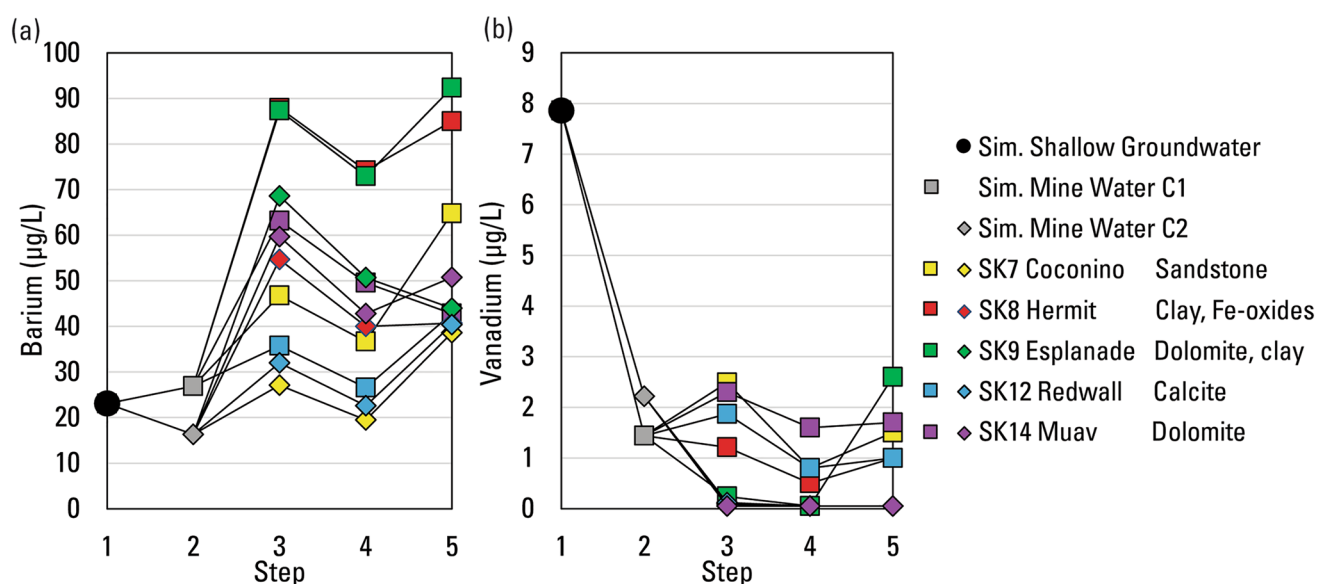 (a)
100
90
80
70
60
50
40
30
20
10
0
Barium (µg/L)
1 2 3 4 5
Step
(b)
9
8
7
6
5
4
3
2
1
0
Vanadium (µg/L)
1 2 3 4 5
Step
Sim. Shallow Groundwater
Sim. Mine Water C1
Sim. Mine Water C2
SK7 Coconino Sandstone
SK8 Hermit Clay, Fe-oxides
SK9 Esplanade Dolomite, clay
SK12 Redwall Calcite
SK14 Muav Dolomite